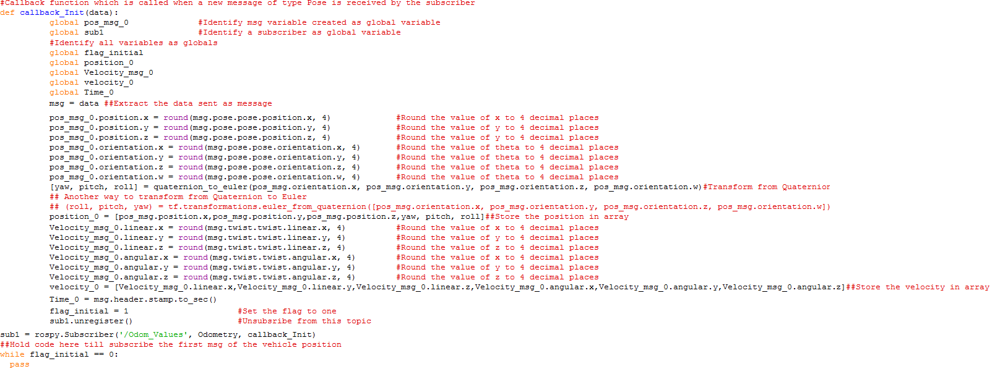 #Callback function which is called when a new message of type Pose is received by the subscriber
def callback_Init(data):
global pos_msg_0 #Identify msg variable created as global variable
global sub1 #Identify a subscriber as global variable
#Identify all variables as globals
global flag_initial
global position_0
global Velocity_msg_0
global velocity_0
global Time_0
msg = data ##Extract the data sent as message
pos_msg_0.position.x = round(msg.pose.pose.position.x, 4) #Round the value of x to 4 decimal places
pos_msg_0.position.y = round(msg.pose.pose.position.y, 4) #Round the value of y to 4 decimal places
pos_msg_0.position.z = round(msg.pose.pose.position.z, 4) #Round the value of y to 4 decimal places
pos_msg_0.orientation.x = round(msg.pose.pose.orientation.x, 4) #Round the value of theta to 4 decimal places
pos_msg_0.orientation.y = round(msg.pose.pose.orientation.y, 4) #Round the value of theta to 4 decimal places
pos_msg_0.orientation.z = round(msg.pose.pose.orientation.z, 4) #Round the value of theta to 4 decimal places
pos_msg_0.orientation.w = round(msg.pose.pose.orientation.w, 4) #Round the value of theta to 4 decimal places
[yaw, pitch, roll] = quaternion_to_euler(pos_msg.orientation.x, pos_msg.orientation.y, pos_msg.orientation.z, pos_msg.orientation.w)#Transform from Quaternior
## Another way to transform from Quaternion to Euler
## (roll, pitch, yaw) = tf.transformations.euler_from_quaternion([pos_msg.orientation.x, pos_msg.orientation.y, pos_msg.orientation.z, pos_msg.orientation.w])
position_0 = [pos_msg.position.x,pos_msg.position.y,pos_msg.position.z,yaw, pitch, roll]##Store the position in array
Velocity_msg_0.linear.x = round(msg.twist.twist.linear.x, 4) #Round the value of x to 4 decimal places
Velocity_msg_0.linear.y = round(msg.twist.twist.linear.y, 4) #Round the value of y to 4 decimal places
Velocity_msg_0.linear.z = round(msg.twist.twist.linear.z, 4) #Round the value of z to 4 decimal places
Velocity_msg_0.angular.x = round(msg.twist.twist.angular.x, 4) #Round the value of x to 4 decimal places
Velocity_msg_0.angular.y = round(msg.twist.twist.angular.y, 4) #Round the value of y to 4 decimal places
Velocity_msg_0.angular.z = round(msg.twist.twist.angular.z, 4) #Round the value of z to 4 decimal places
velocity_0 = [Velocity_msg_0.linear.x,Velocity_msg_0.linear.y,Velocity_msg_0.linear.z,Velocity_msg_0.angular.x,Velocity_msg_0.angular.y,Velocity_msg_0.angular.z]##Store the velocity in array
Time_0 = msg.header.stamp.to_sec()
flag_initial = 1 #Set the flag to one
sub1.unregister() #Unsubsribe from this topic
sub1 = rospy.Subscriber('/Odom_Values', Odometry, callback_Init)
##Hold code here till subscribe the first msg of the vehicle position
while flag_initial == 0:
pass